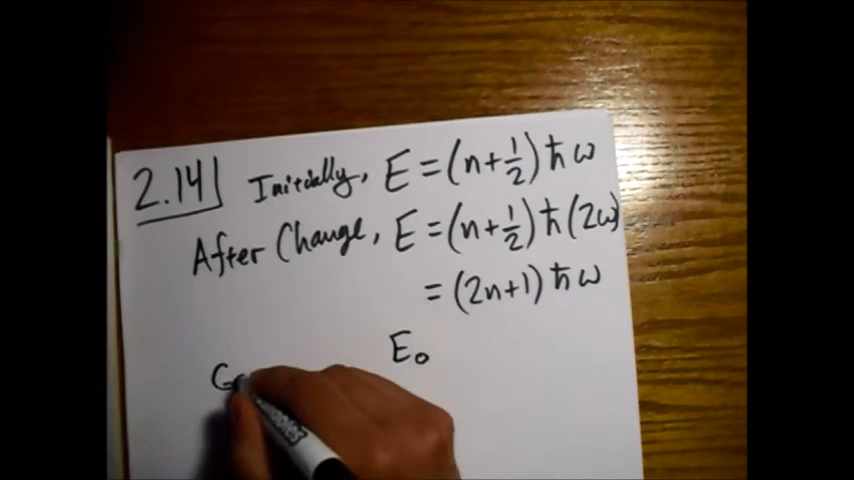 2.14 Initially, E = (n+1/2) ħω
After Change, E = (n+1/2) ħ(2ω)
= (2n+1) ħω
E₀